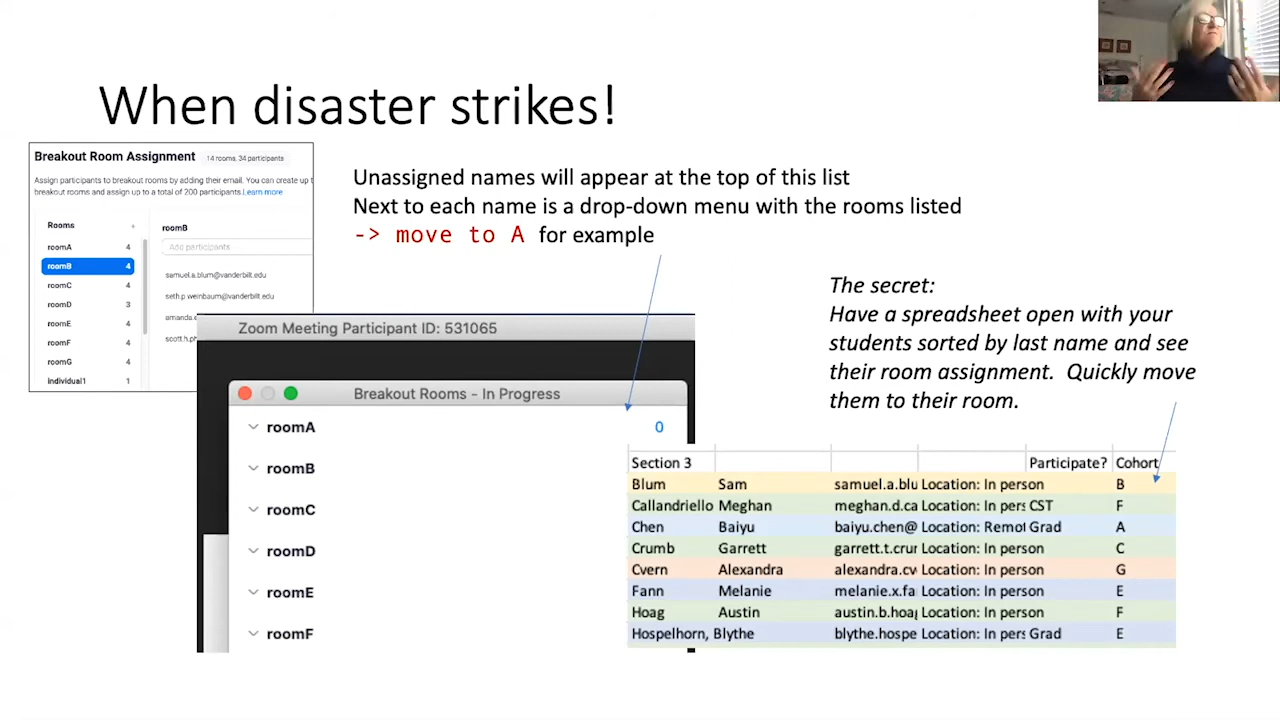 When disaster strikes!
Breakout Room Assignment 14 rooms, 34 participants
Assign participants to breakout rooms by adding their email. You can create up t
breakout rooms and assign up to a total of 200 participants.Learn more
Rooms +
roomA 4
roomB 4
roomC 4
roomD 3
roomE 4
roomF 4
roomG 4
individual1 1
roomB
Add participants
samuel.a.blum@vanderbilt.edu
seth.p.weinbaum@vanderbilt.edu
amanda.e
scott.h.ph
Unassigned names will appear at the top of this list
Next to each name is a drop-down menu with the rooms listed
-> move to A for example
Zoom Meeting Participant ID: 531065
Breakout Rooms - In Progress
roomA 0
roomB
roomC
roomD
roomE
roomF
The secret:
Have a spreadsheet open with your
students sorted by last name and see
their room assignment. Quickly move
them to their room.
Section 3 Participate? Cohort
Blum Sam samuel.a.blu Location: In person B
Callandriello Meghan meghan.d.ca Location: In pers CST F
Chen Baiyu baiyu.chen@ Location: Remot Grad A
Crumb Garrett garrett.t.crur Location: In person C
Cvern Alexandra alexandra.cv Location: In person G
Fann Melanie melanie.x.fa Location: In person E
Hoag Austin austin.b.hoag Location: In person F
Hospelhorn, Blythe blythe.hospe Location: In pers Grad E